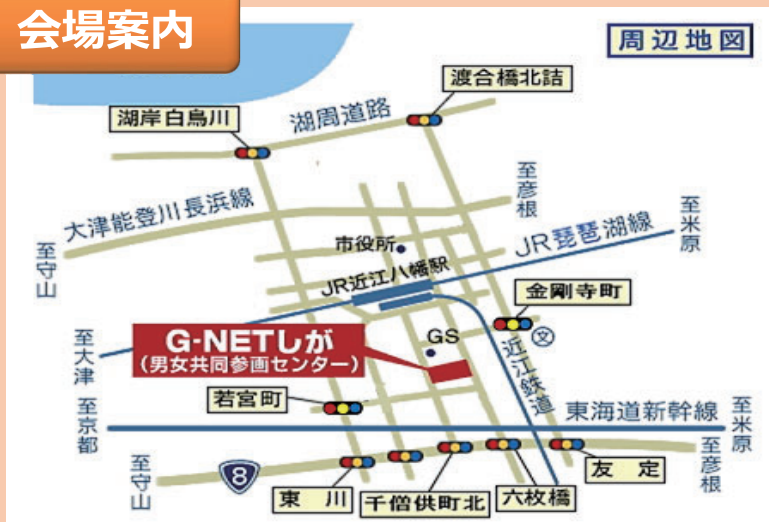 会場案内
周辺地図
渡合橋北詰
湖岸白鳥川
湖周道路
至彦根
大津能登川長浜線
至守山
市役所
JR琵琶湖線
至米原
JR近江八幡駅
金剛寺町
文
GS
近江鉄道
至大津
G-NETしが
(男女共同参画センター)
若宮町
至京都
東海道新幹線
至米原
至守山
8
東 川
千僧供町北
六枚橋
友 定
至彦根